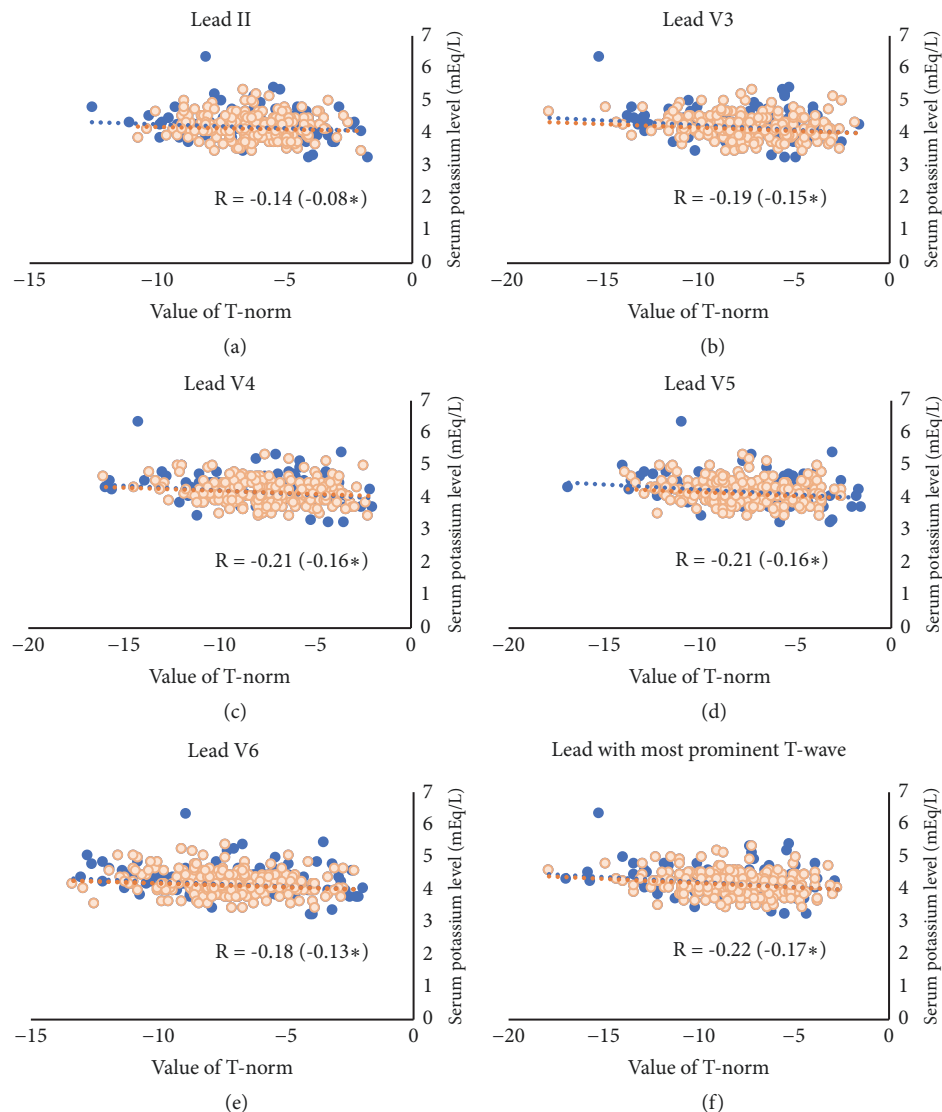 Lead II
7
6
5
4
3
2
1
0
Serum potassium level (mEq/L)
R = -0.14 (-0.08*)
−15
−10
−5
0
Value of T-norm
(a)
Lead V3
7
6
5
4
3
2
1
0
Serum potassium level (mEq/L)
R = -0.19 (-0.15*)
−20
−15
−10
−5
0
Value of T-norm
(b)
Lead V4
7
6
5
4
3
2
1
0
Serum potassium level (mEq/L)
R = -0.21 (-0.16*)
−20
−15
−10
−5
0
Value of T-norm
(c)
Lead V5
7
6
5
4
3
2
1
0
Serum potassium level (mEq/L)
R = -0.21 (-0.16*)
−20
−15
−10
−5
0
Value of T-norm
(d)
Lead V6
7
6
5
4
3
2
1
0
Serum potassium level (mEq/L)
R = -0.18 (-0.13*)
−15
−10
−5
0
Value of T-norm
(e)
Lead with most prominent T-wave
7
6
5
4
3
2
1
0
Serum potassium level (mEq/L)
R = -0.22 (-0.17*)
−20
−15
−10
−5
0
Value of T-norm
(f)